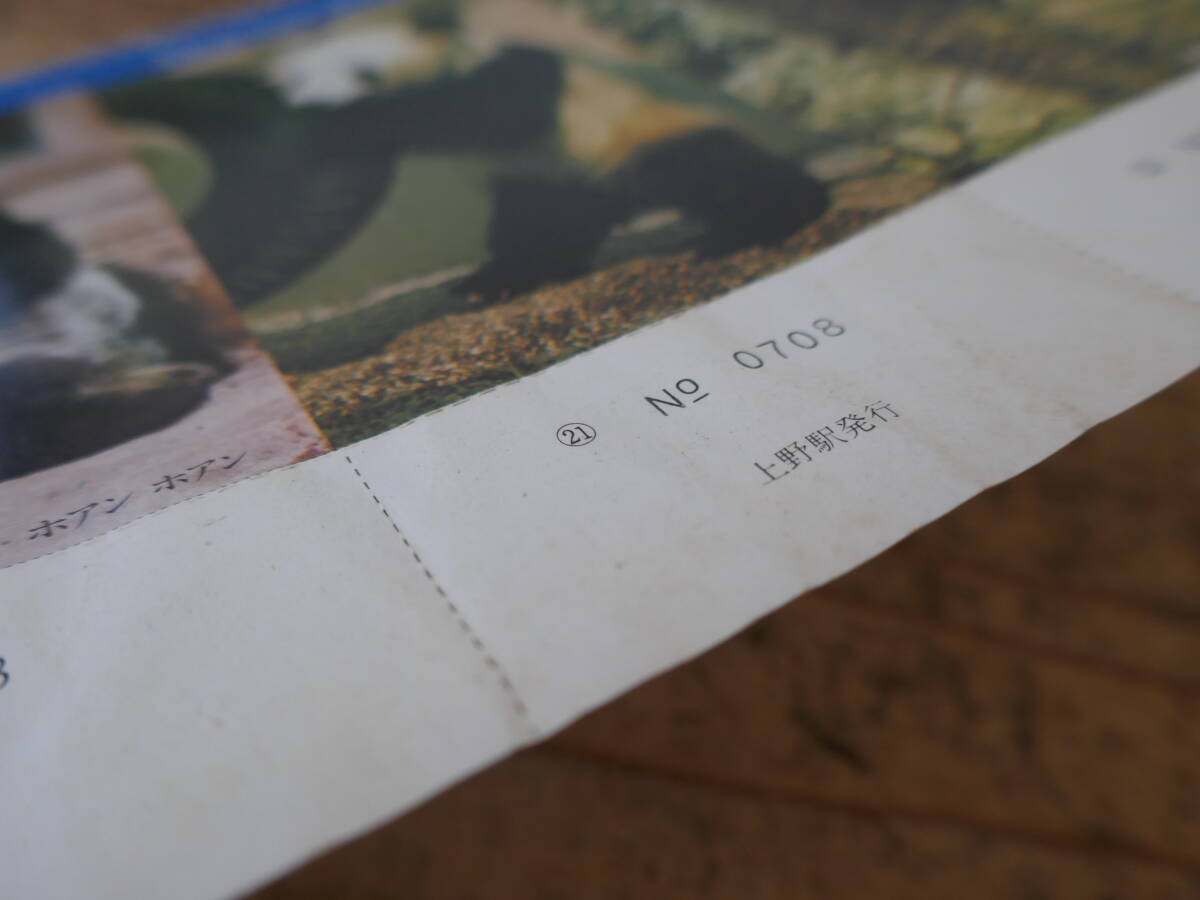 ホアン ホアン
㉑ № 0708
上野駅発行